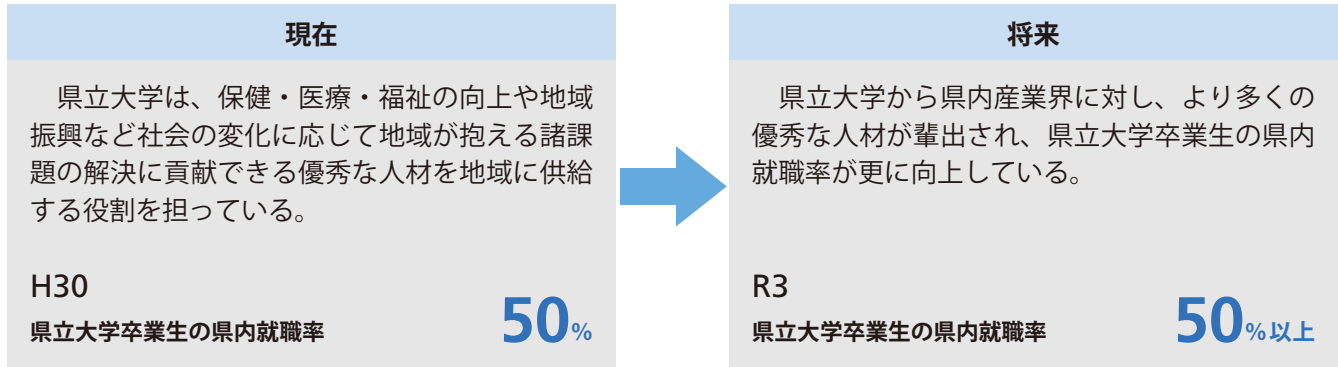 現在
県立大学は、保健・医療・福祉の向上や地域
振興など社会の変化に応じて地域が抱える諸課
題の解決に貢献できる優秀な人材を地域に供給
する役割を担っている。
H30
県立大学卒業生の県内就職率 50%
将来
県立大学から県内産業界に対し、より多くの
優秀な人材が輩出され、県立大学卒業生の県内
就職率が更に向上している。
R3
県立大学卒業生の県内就職率 50%以上